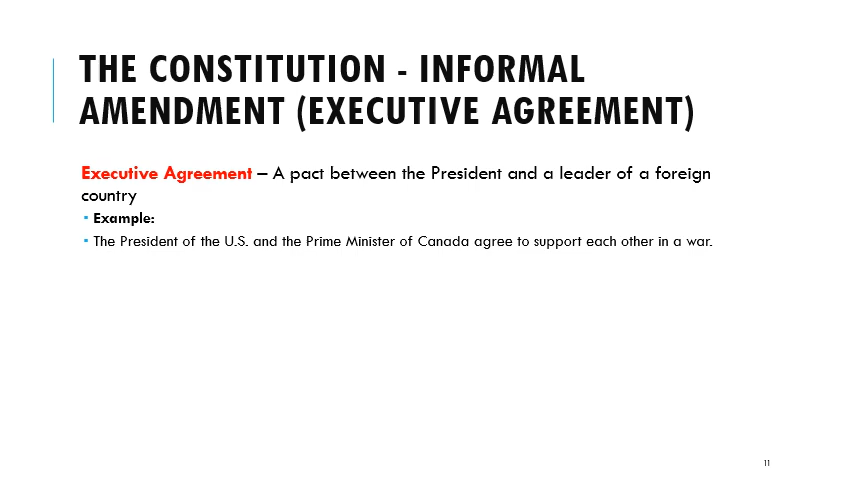 THE CONSTITUTION - INFORMAL
AMENDMENT (EXECUTIVE AGREEMENT)
Executive Agreement – A pact between the President and a leader of a foreign
country
▪ Example:
▪ The President of the U.S. and the Prime Minister of Canada agree to support each other in a war.
11